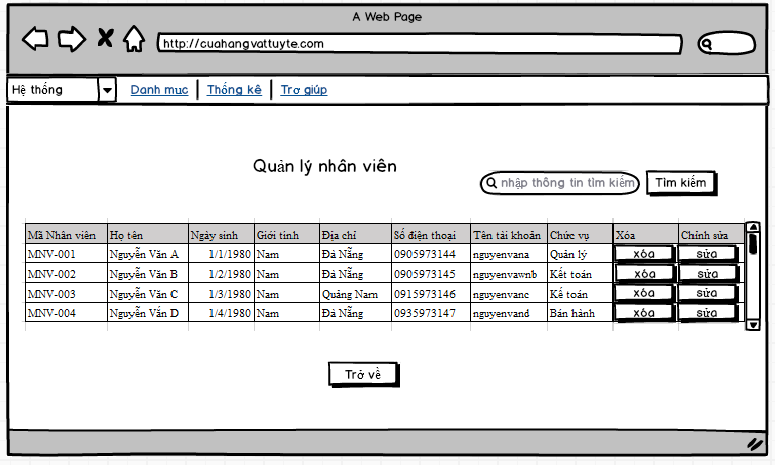 A Web Page
http://cuahangvattuyte.com
Hệ thống Danh mục Thống kê Trợ giúp
Quản lý nhân viên
nhập thông tin tìm kiếm Tìm kiếm
Mã Nhân viên Họ tên Ngày sinh Giới tính Địa chỉ Số điện thoại Tên tài khoản Chức vụ Xóa Chỉnh sửa
MNV-001 Nguyễn Văn A 1/1/1980 Nam Đà Nẵng 0905973144 nguyenvana Quản lý xóa sửa
MNV-002 Nguyễn Văn B 1/2/1980 Nam Đà Nẵng 0905973145 nguyenvawnb Kết toán xóa sửa
MNV-003 Nguyễn Văn C 1/3/1980 Nam Quảng Nam 0915973146 nguyenvanc Kế toán xóa sửa
MNV-004 Nguyễn Vắn D 1/4/1980 Nam Đà Nẵng 0935973147 nguyenvand Bán hành xóa sửa
Trở về